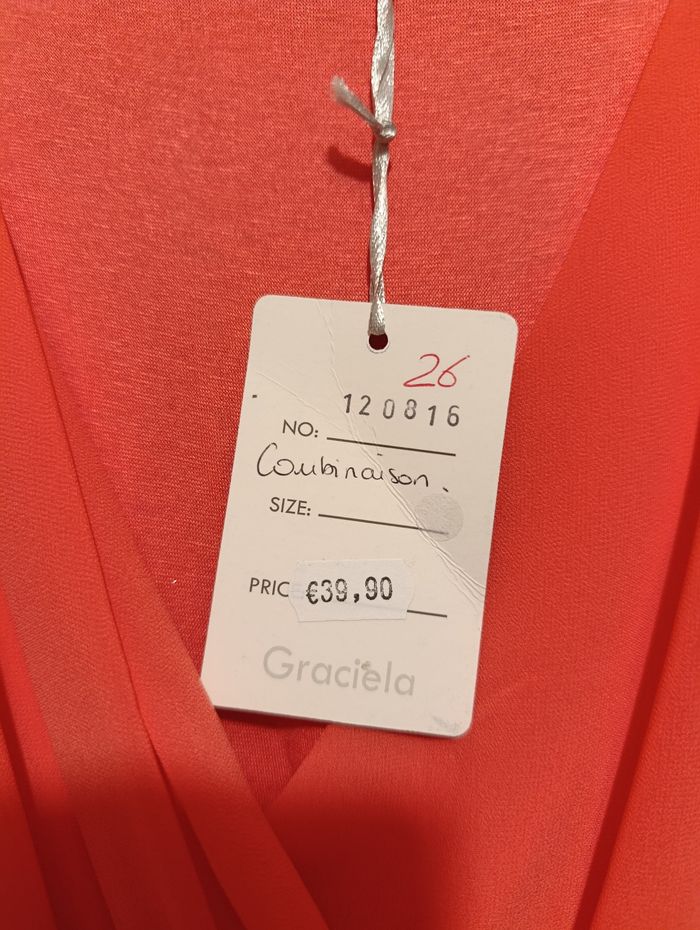 26
120816
NO:
Combinaison.
SIZE:
PRIC €39,90
Graciela